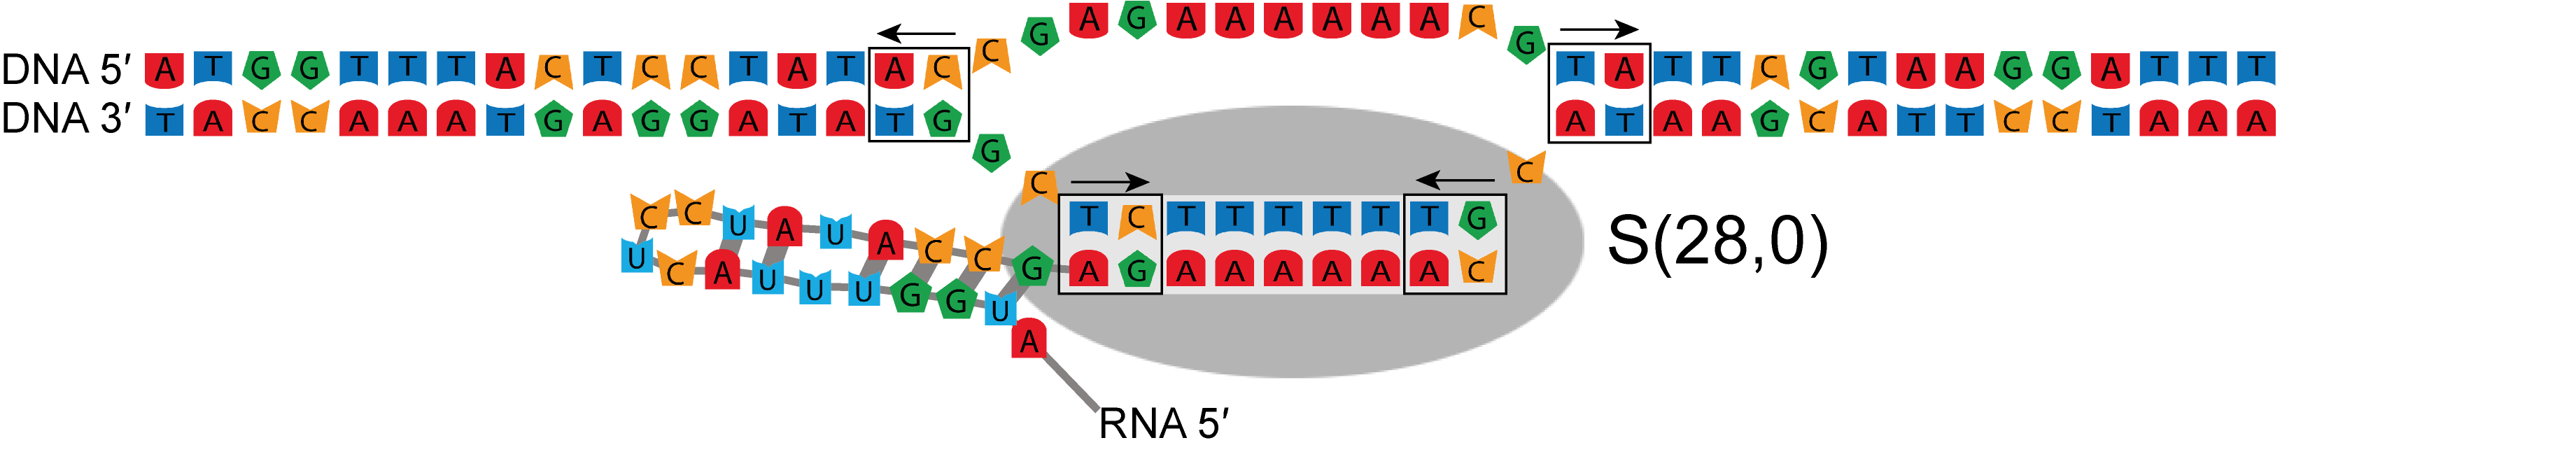 A G A A A A A A C
C G G
DNA 5′ A T G G T T T A C T C C T A T A C T A T T C G T A A G G A T T T
DNA 3′ T A C C A A A T G A G G A T A T G A T A A G C A T T C C T A A A
G C C
T C T T T T T T G
C C U A U A C C G A G A A A A A A C
U C A U U U G G U
A
S(28,0)
RNA 5′